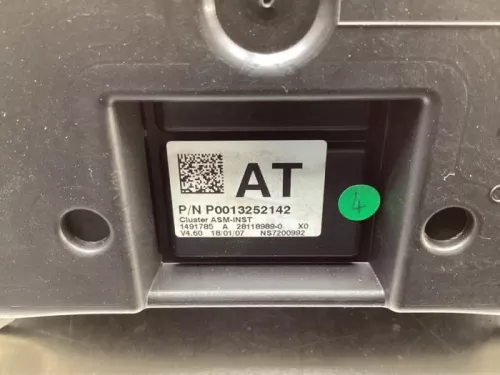 AT
P/N P0013252142
Cluster ASM-INST
1491785 A 28118989-0 X0
V4.60 18/01/07 NS7200992
4